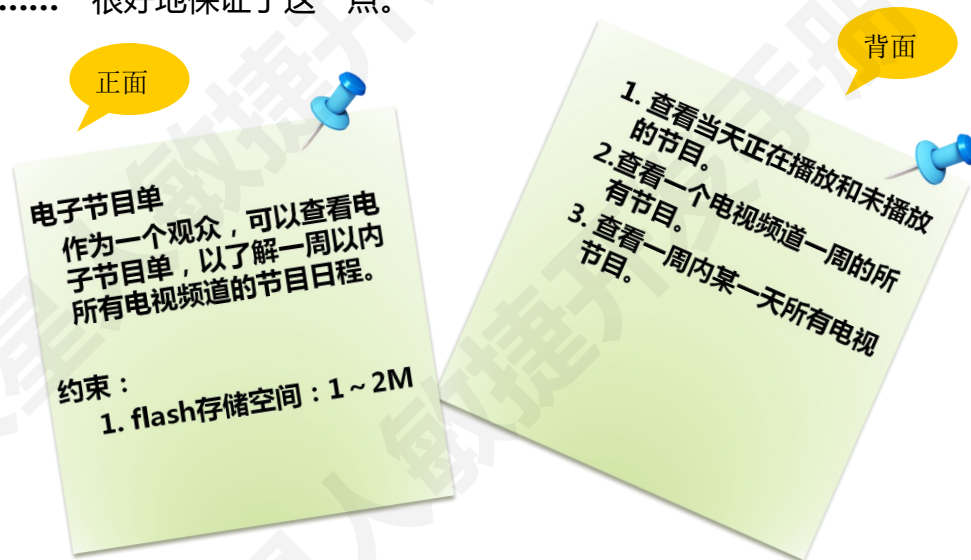 …… 很好地保证了这一点。
正面
电子节目单
作为一个观众，可以查看电
子节目单，以了解一周以内
所有电视频道的节目日程。
约束：
1. flash存储空间：1～2M
背面
1. 查看当天正在播放和未播放
的节目。
2.查看一个电视频道一周的所
有节目。
3. 查看一周内某一天所有电视
节目。